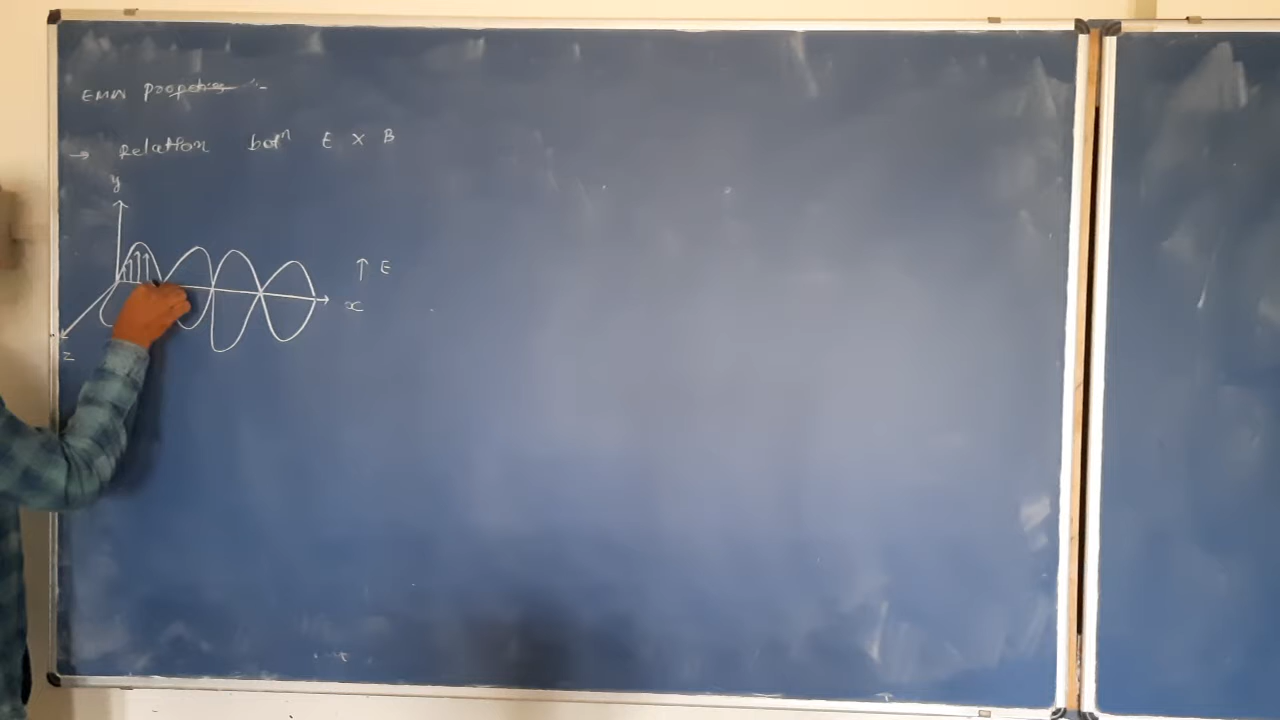 EMW Properties :-
→ Relation betn E × B
y
↑ E
x
z